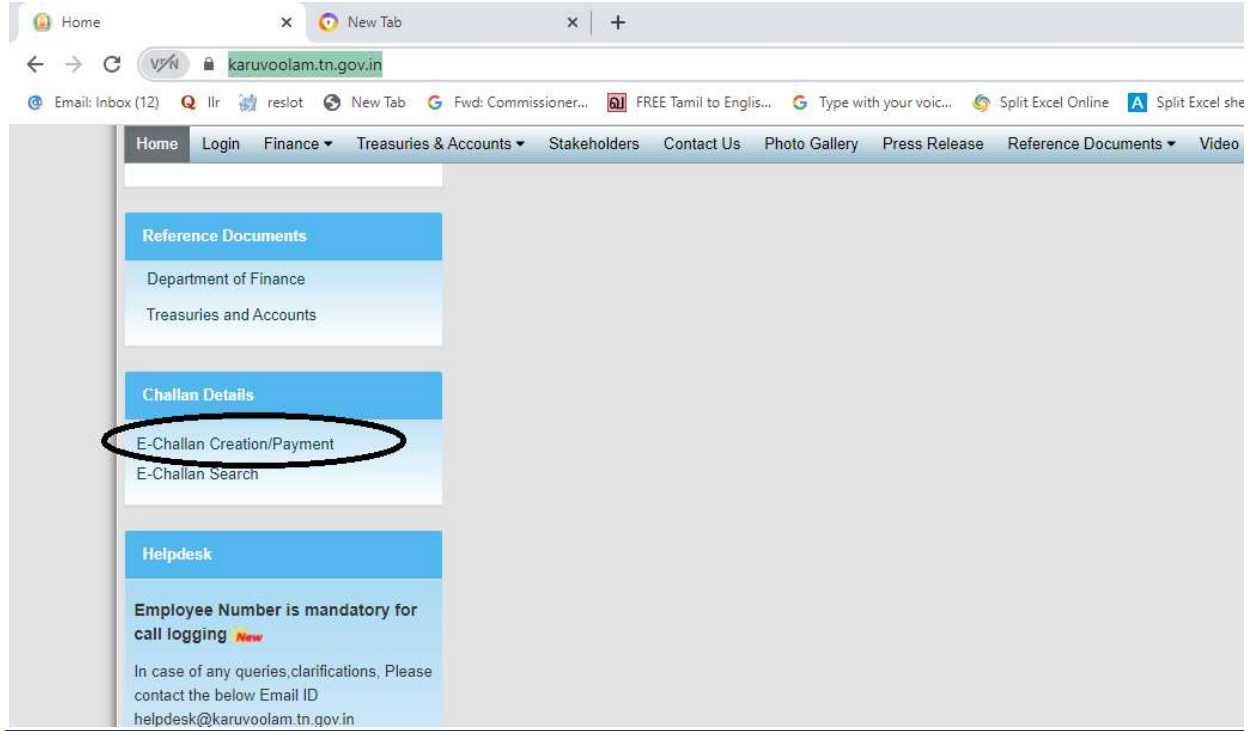 Home
New Tab
VPN
karuvoolam.tn.gov.in
Email: Inbox (12) llr reslot New Tab Fwd: Commissioner... FREE Tamil to Englis... Type with your voic... Split Excel Online Split Excel she
Home Login Finance Treasuries & Accounts Stakeholders Contact Us Photo Gallery Press Release Reference Documents Video
Reference Documents
Department of Finance
Treasuries and Accounts
Challan Details
E-Challan Creation/Payment
E-Challan Search
Helpdesk
Employee Number is mandatory for
call logging New
In case of any queries,clarifications, Please
contact the below Email ID
helpdesk@karuvoolam.tn.gov.in